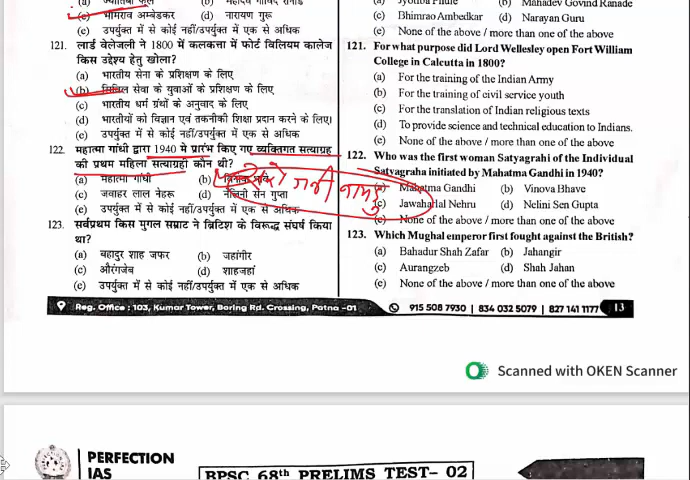 (a) ज्योतिबा फुले (b) महादेव गोविंद रानाडे
(c) भीमराव अम्बेडकर (d) नारायण गुरू
(e) उपर्युक्त में से कोई नहीं/उपर्युक्त में एक से अधिक
121. लार्ड वेलेजली ने 1800 में कलकत्ता में फोर्ट विलियम कालेज
किस उद्देश्य हेतु खोला?
(a) भारतीय सेना के प्रशिक्षण के लिए
(b) सिविल सेवा के युवाओं के प्रशिक्षण के लिए
(c) भारतीय धर्म ग्रंथों के अनुवाद के लिए
(d) भारतीयों को विज्ञान एवं तकनीकी शिक्षा प्रदान करने के लिए।
(e) उपर्युक्त में से कोई नहीं/उपर्युक्त में एक से अधिक
122. महात्मा गांधी द्वारा 1940 मे प्रारंभ किए गए व्यक्तिगत सत्याग्रह
की प्रथम महिला सत्याग्रही कौन थी?
(a) महात्मा गांधी (b)
(c) जवाहर लाल नेहरू (d) नेलिनी सेन गुप्ता
(e) उपर्युक्त में से कोई नहीं/उपर्युक्त में एक से अधिक
123. सर्वप्रथम किस मुगल सम्राट ने ब्रिटिश के विरूद्ध संघर्ष किया
था?
(a) बहादुर शाह जफर (b) जहांगीर
(c) औरंगजेब (d) शाहजहां
(e) उपर्युक्त में से कोई नहीं/उपर्युक्त में एक से अधिक
(a) Jyotiba Phule (b) Mahadev Govind Ranade
(c) Bhimrao Ambedkar (d) Narayan Guru
(e) None of the above / more than one of the above
121. For what purpose did Lord Wellesley open Fort William
College in Calcutta in 1800?
(a) For the training of the Indian Army
(b) For the training of civil service youth
(c) For the translation of Indian religious texts
(d) To provide science and technical education to Indians.
(e) None of the above / more than one of the above
122. Who was the first woman Satyagrahi of the Individual
Satyagraha initiated by Mahatma Gandhi in 1940?
(a) Mahatma Gandhi (b) Vinova Bhave
(c) Jawaharlal Nehru (d) Nelini Sen Gupta
(e) None of the above / more than one of the above
123. Which Mughal emperor first fought against the British?
(a) Bahadur Shah Zafar (b) Jahangir
(c) Aurangzeb (d) Shah Jahan
(e) None of the above / more than one of the above
Reg. Office : 103, Kumar Tower, Boring Rd. Crossing, Patna -01 915 508 7930 | 834 032 5079 | 827 141 1177 13
Scanned with OKEN Scanner
PERFECTION
IAS
BPSC 68th PRELIMS TEST- 02